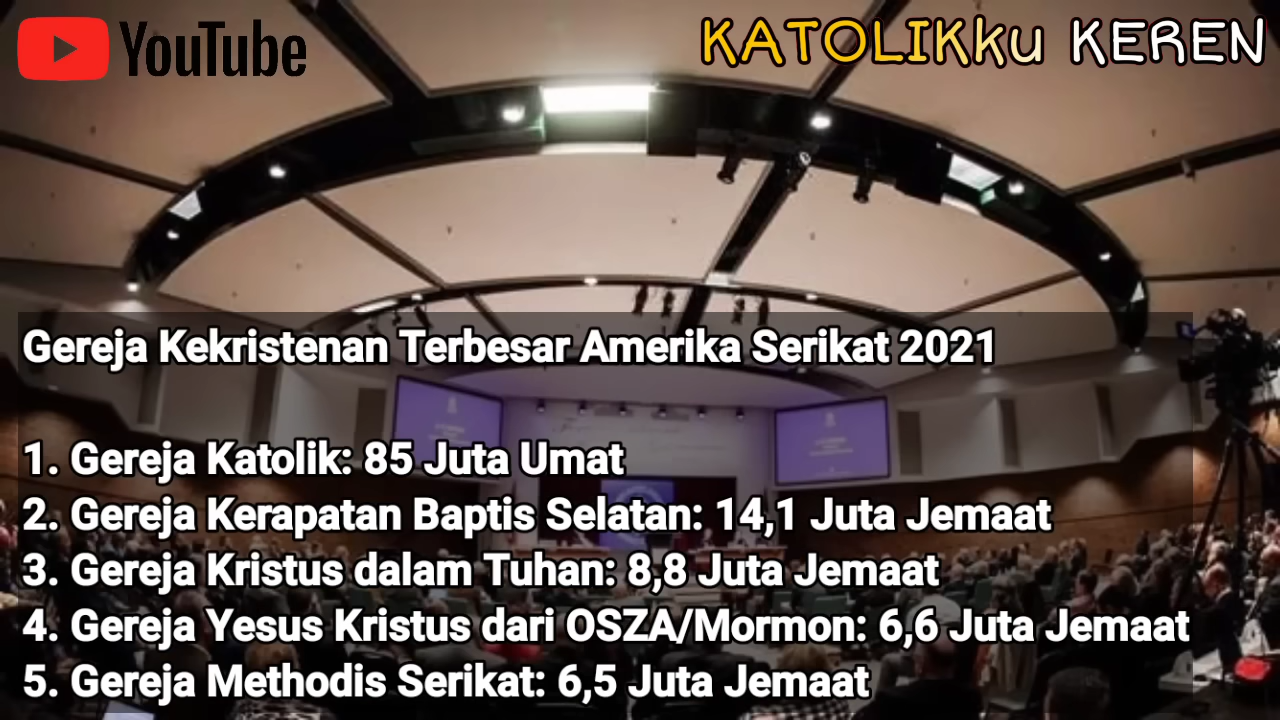 YouTube
KATOLIKku KEREN
Gereja Kekristenan Terbesar Amerika Serikat 2021
1. Gereja Katolik: 85 Juta Umat
2. Gereja Kerapatan Baptis Selatan: 14,1 Juta Jemaat
3. Gereja Kristus dalam Tuhan: 8,8 Juta Jemaat
4. Gereja Yesus Kristus dari OSZA/Mormon: 6,6 Juta Jemaat
5. Gereja Methodis Serikat: 6,5 Juta Jemaat